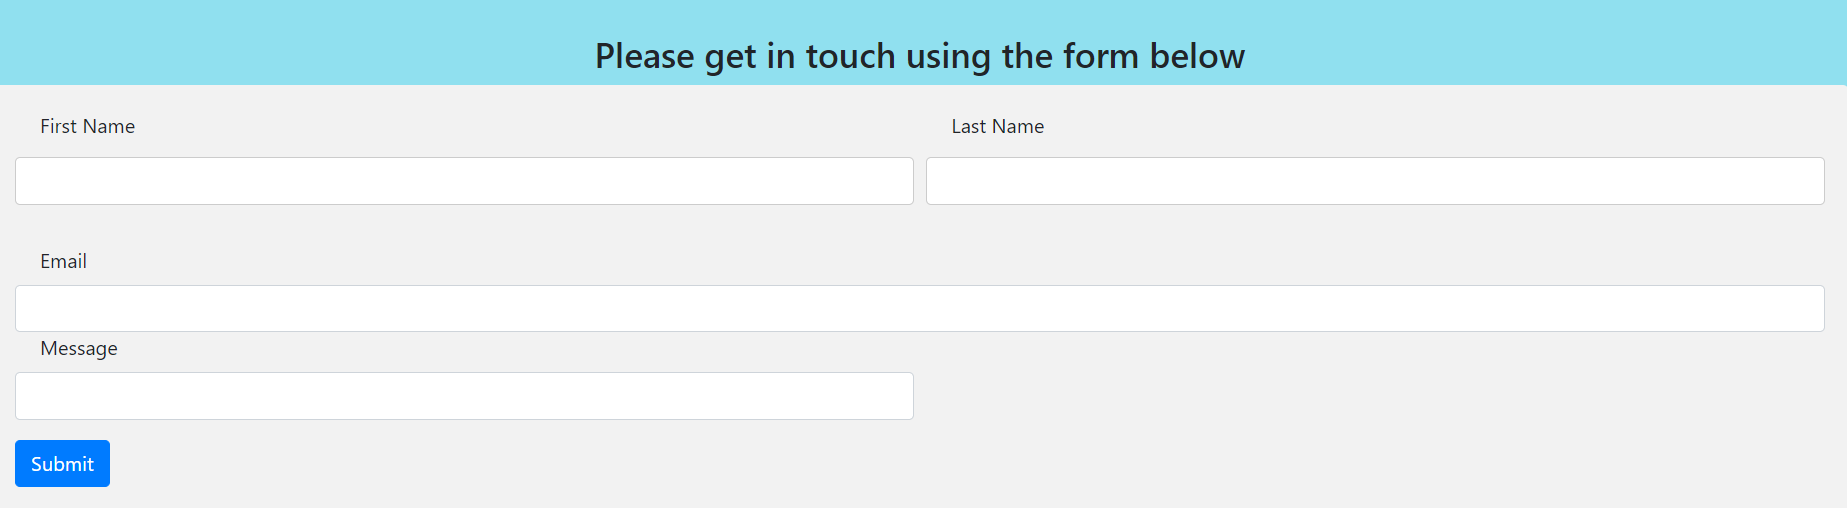 Please get in touch using the form below
First Name
Last Name
Email
Message
Submit